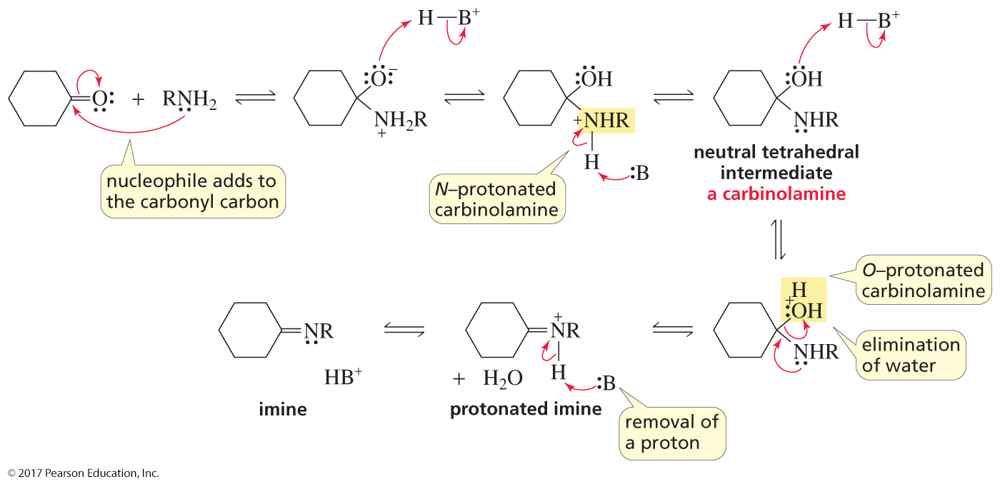 H—B+
H—B+
:O:−
:ÖH
:ÖH
=O: + RNH2
NH2R
+
+NHR
NHR
H
:B
nucleophile adds to
the carbonyl carbon
N–protonated
carbinolamine
neutral tetrahedral
intermediate
a carbinolamine
O–protonated
carbinolamine
H
+
:OH
NHR
elimination
of water
=NR
HB+
imine
+
=NR
H
+ H2O
:B
protonated imine
removal of
a proton
© 2017 Pearson Education, Inc.